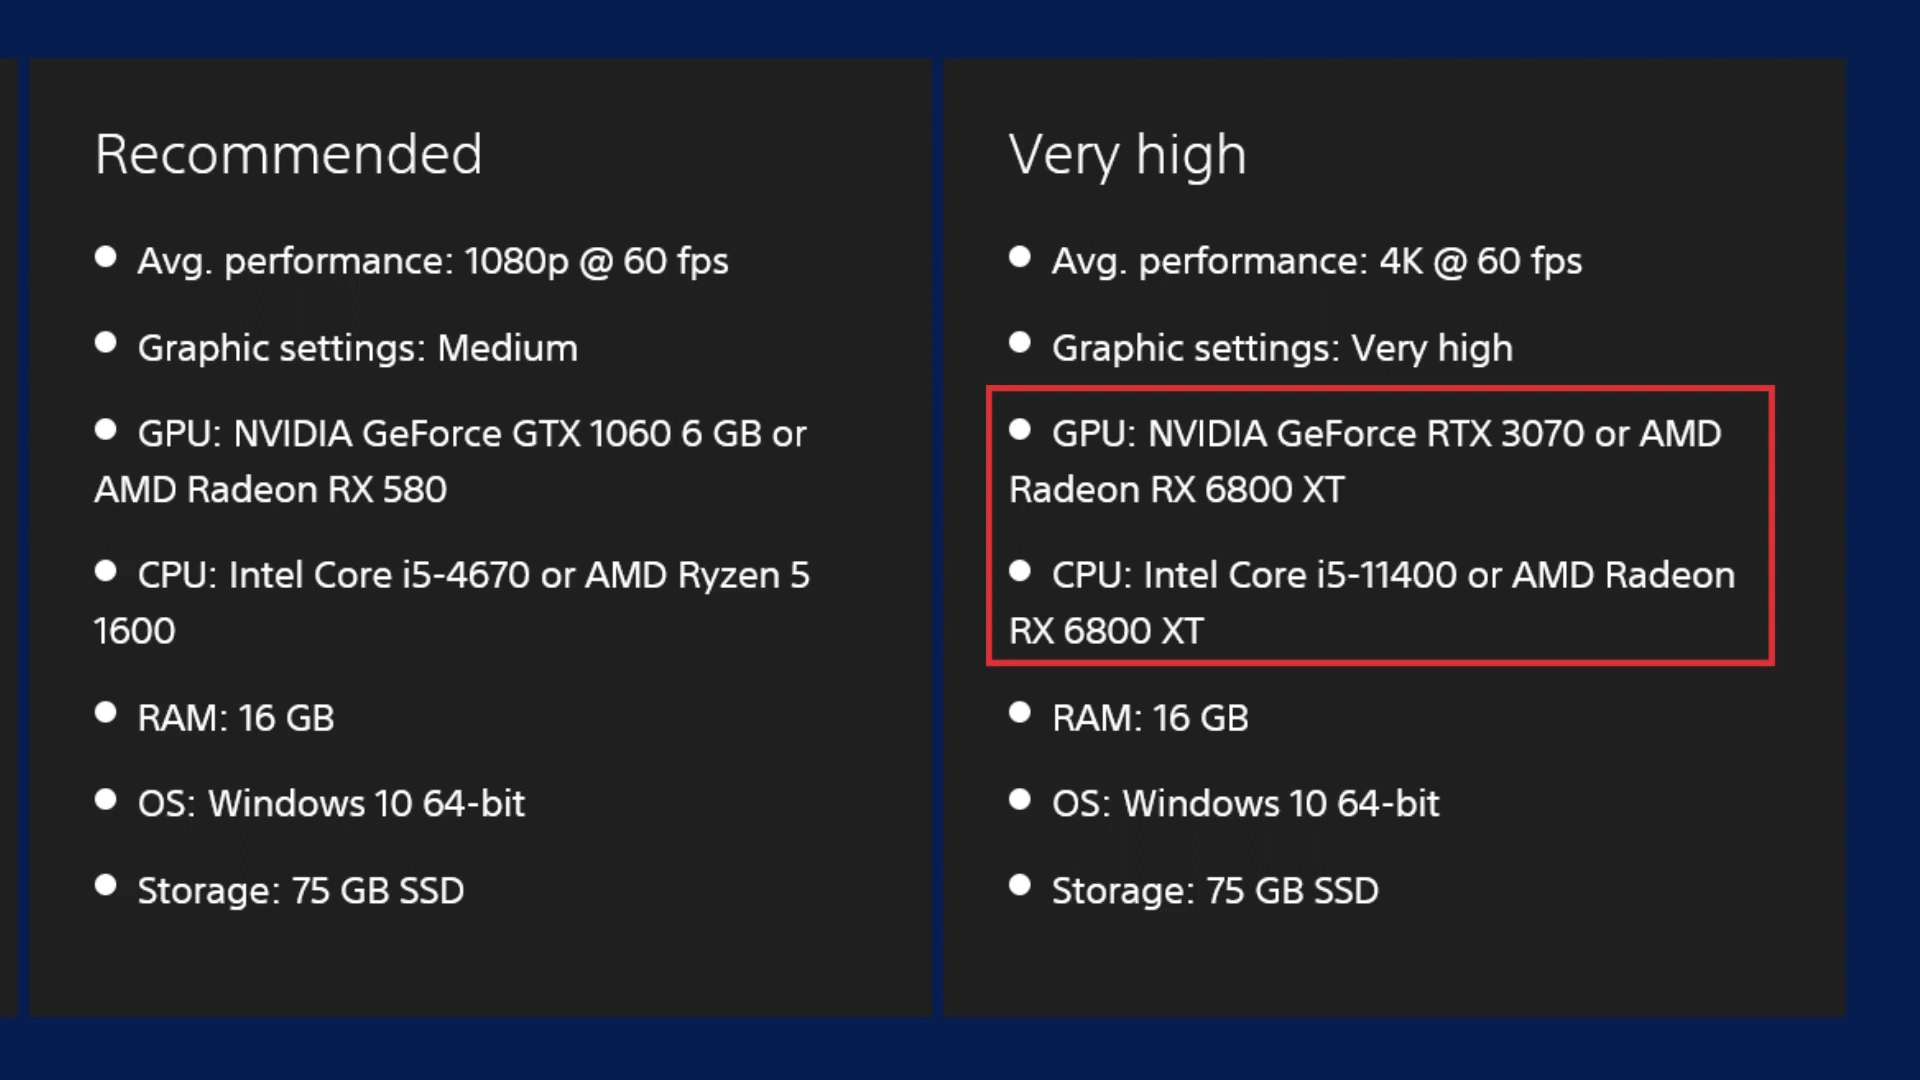 Recommended
Avg. performance: 1080p @ 60 fps
Graphic settings: Medium
GPU: NVIDIA GeForce GTX 1060 6 GB or
AMD Radeon RX 580
CPU: Intel Core i5-4670 or AMD Ryzen 5
1600
RAM: 16 GB
OS: Windows 10 64-bit
Storage: 75 GB SSD
Very high
Avg. performance: 4K @ 60 fps
Graphic settings: Very high
GPU: NVIDIA GeForce RTX 3070 or AMD
Radeon RX 6800 XT
CPU: Intel Core i5-11400 or AMD Radeon
RX 6800 XT
RAM: 16 GB
OS: Windows 10 64-bit
Storage: 75 GB SSD